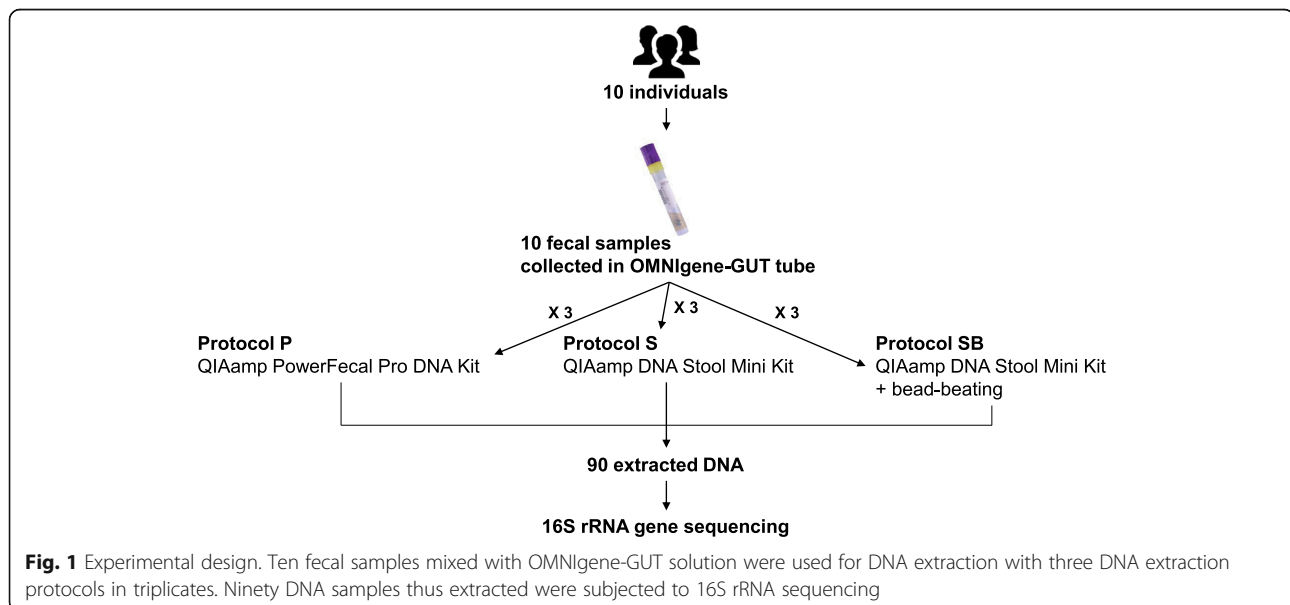 10 individuals
10 fecal samples
collected in OMNIgene-GUT tube
X 3
X 3
X 3
Protocol P
QIAamp PowerFecal Pro DNA Kit
Protocol S
QIAamp DNA Stool Mini Kit
Protocol SB
QIAamp DNA Stool Mini Kit
+ bead-beating
90 extracted DNA
16S rRNA gene sequencing
Fig. 1 Experimental design. Ten fecal samples mixed with OMNIgene-GUT solution were used for DNA extraction with three DNA extraction
protocols in triplicates. Ninety DNA samples thus extracted were subjected to 16S rRNA sequencing